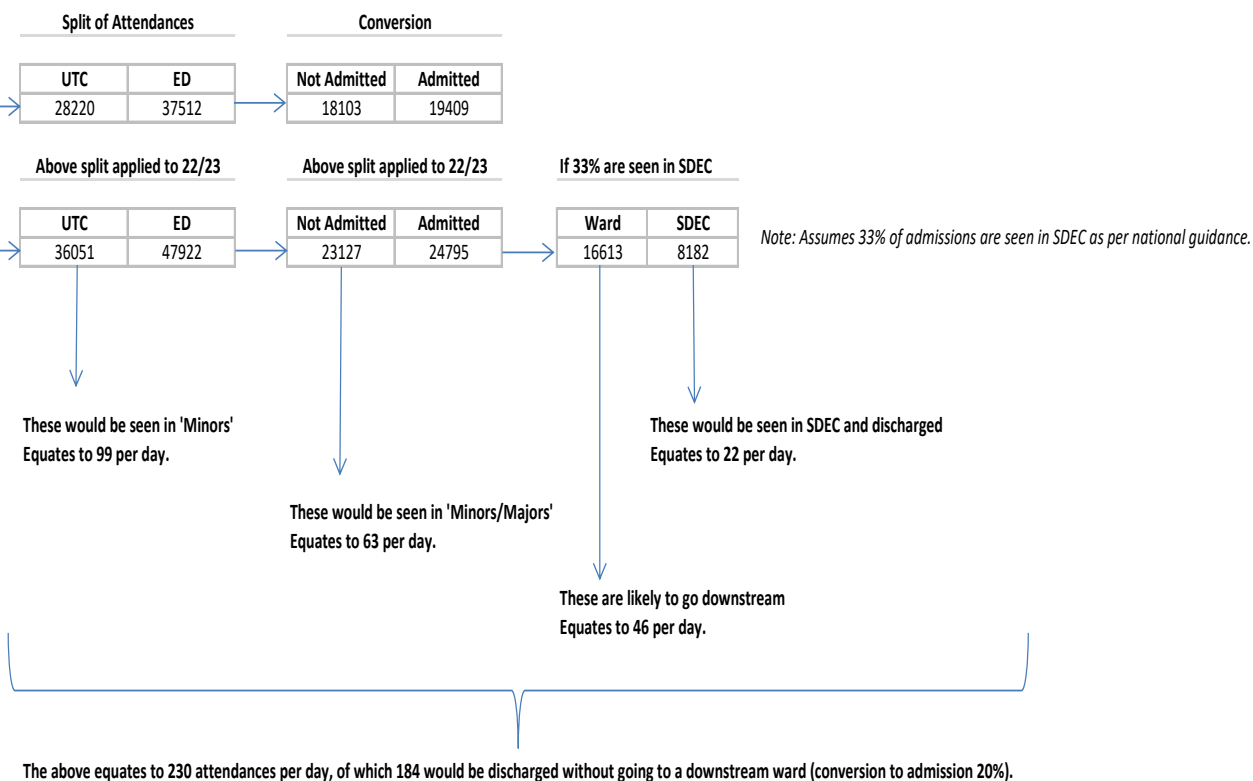 Split of Attendances Conversion
UTC ED Not Admitted Admitted
28220 37512 18103 19409
Above split applied to 22/23 Above split applied to 22/23 If 33% are seen in SDEC
UTC ED Not Admitted Admitted Ward SDEC
36051 47922 23127 24795 16613 8182
Note: Assumes 33% of admissions are seen in SDEC as per national guidance.
These would be seen in 'Minors'
Equates to 99 per day.
These would be seen in SDEC and discharged
Equates to 22 per day.
These would be seen in 'Minors/Majors'
Equates to 63 per day.
These are likely to go downstream
Equates to 46 per day.
The above equates to 230 attendances per day, of which 184 would be discharged without going to a downstream ward (conversion to admission 20%).